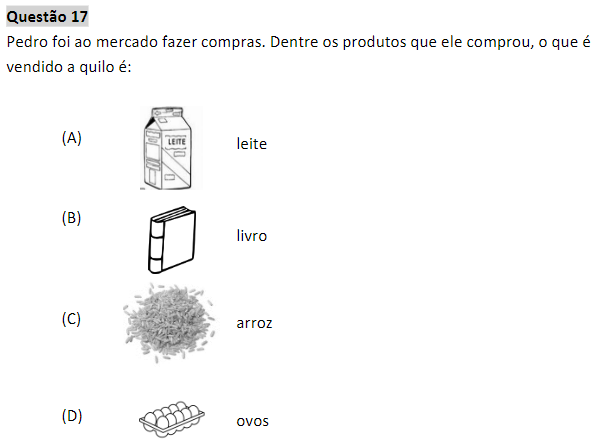 Questão 17
Pedro foi ao mercado fazer compras. Dentre os produtos que ele comprou, o que é
vendido a quilo é:
(A)
LEITE
leite
(B)
livro
(C)
arroz
(D)
ovos